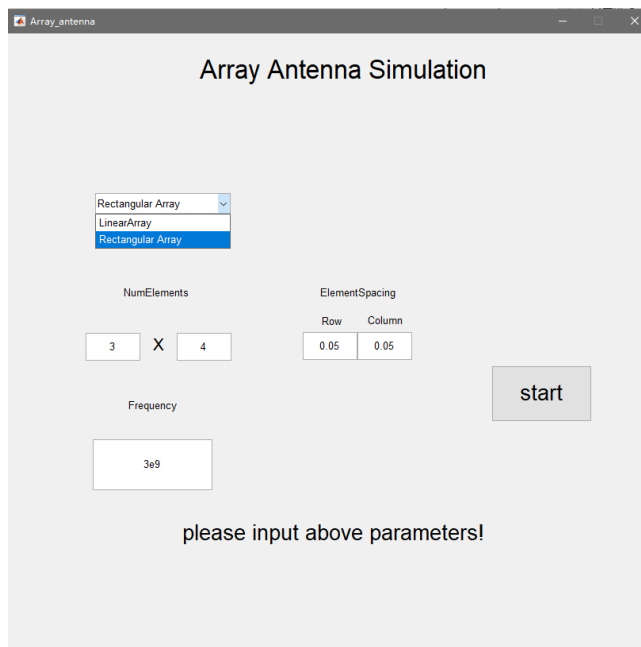 Array_antenna
Array Antenna Simulation
Rectangular Array
LinearArray
Rectangular Array
NumElements
ElementSpacing
Row Column
3 X 4
0.05 0.05
start
Frequency
3e9
please input above parameters!